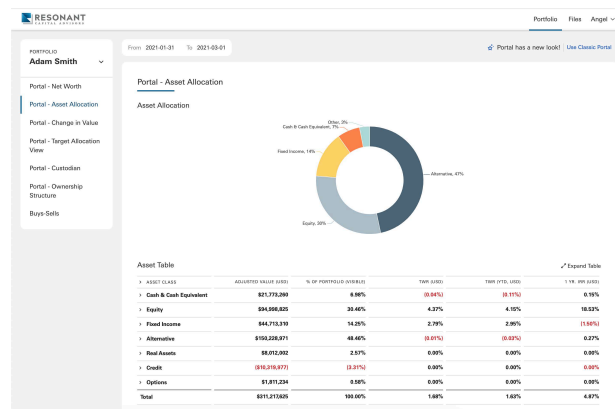 RESONANT
CAPITAL ADVISORS
Portfolio Files Angel
PORTFOLIO
Adam Smith
From 2021-01-31 To 2021-03-01
Portal has a new look! Use Classic Portal
Portal - Net Worth
Portal - Asset Allocation
Portal - Change in Value
Portal - Target Allocation
View
Portal - Custodian
Portal - Ownership
Structure
Buys-Sells
Portal - Asset Allocation
Asset Allocation
Other, 3%
Cash & Cash Equivalent, 7%
Fixed Income, 14%
Alternative, 47%
Equity, 30%
Asset Table
Expand Table
ASSET CLASS ADJUSTED VALUE (USD) % OF PORTFOLIO (VISIBLE) TWR (USD) TWR (YTD, USD) 1 YR. IRR (USD)
Cash & Cash Equivalent $21,773,260 6.98% (0.04%) (0.11%) 0.15%
Equity $94,998,825 30.46% 4.37% 4.15% 18.53%
Fixed Income $44,713,310 14.25% 2.79% 2.95% (1.50%)
Alternative $150,228,971 48.46% (0.01%) (0.03%) 0.27%
Real Assets $8,012,002 2.57% 0.00% 0.00% 0.00%
Credit ($10,319,977) (3.31%) 0.00% 0.00% 0.00%
Options $1,811,234 0.58% 0.00% 0.00% 0.00%
Total $311,217,625 100.00% 1.68% 1.63% 4.87%